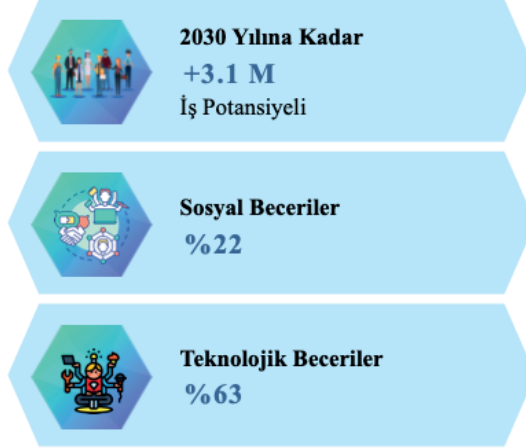 2030 Yılına Kadar
+3.1 M
İş Potansiyeli
Sosyal Beceriler
%22
Teknolojik Beceriler
%63